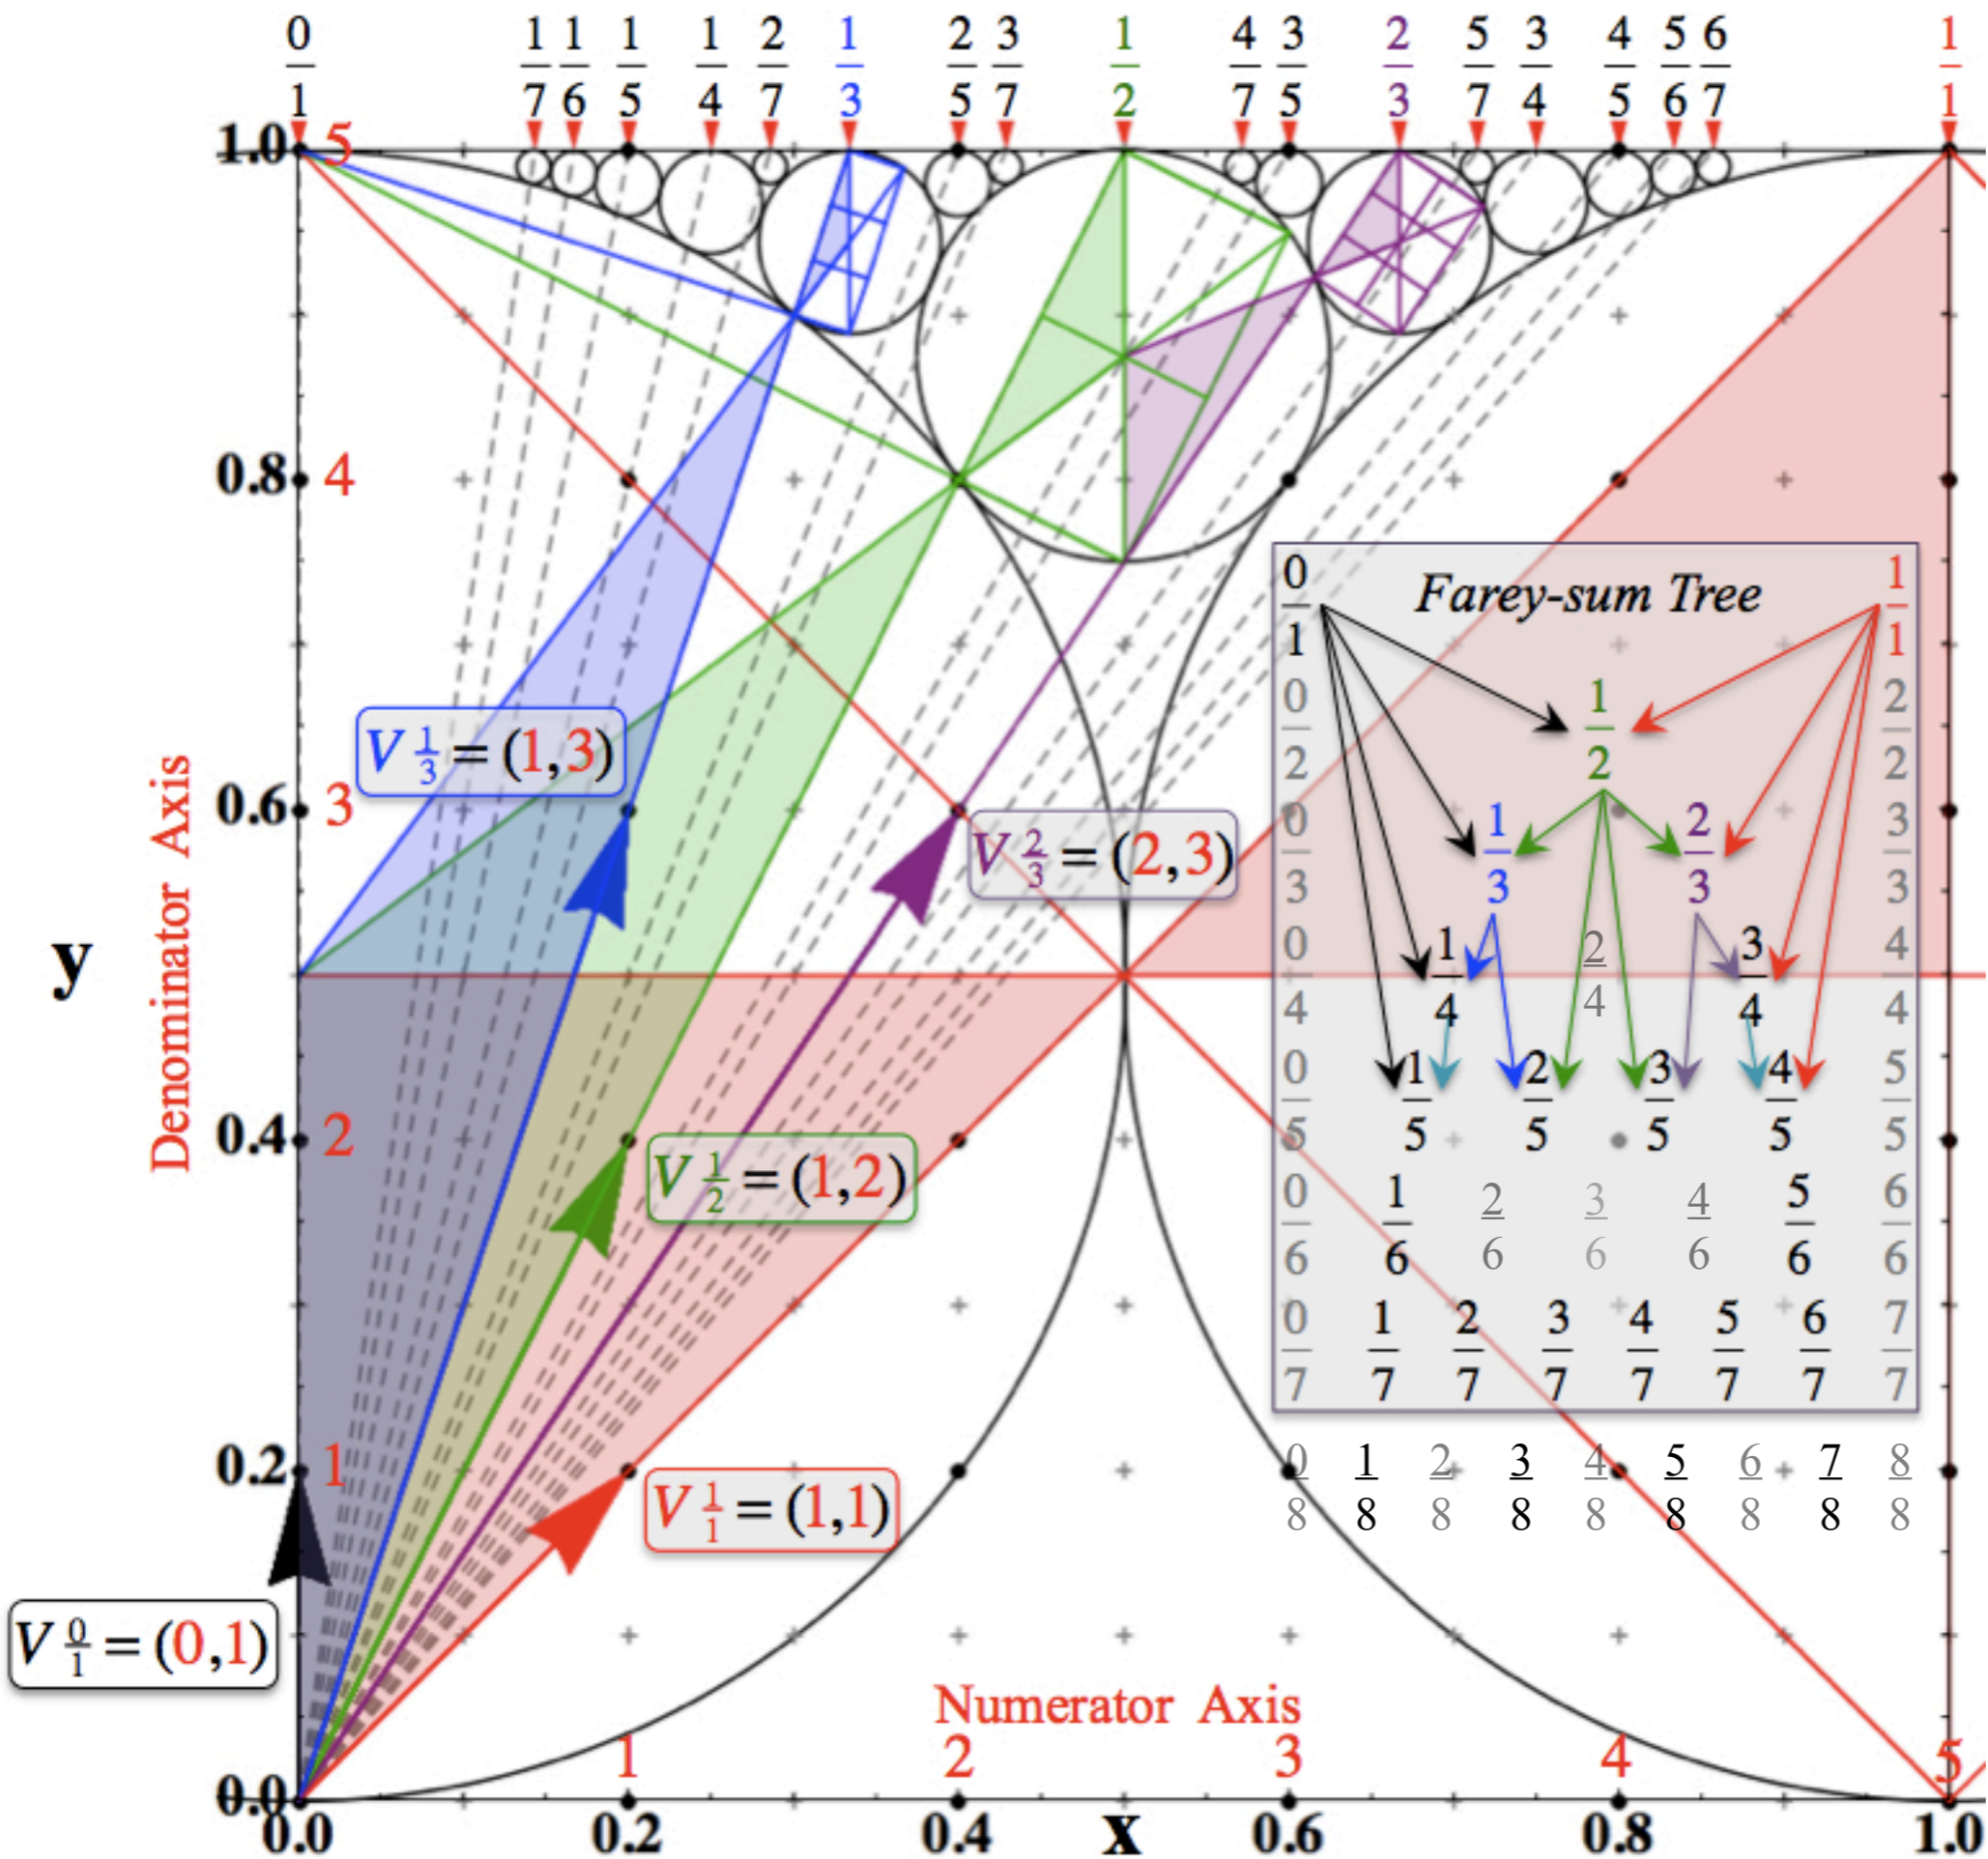 0/1 1/7 1/6 1/5 1/4 2/7 1/3 2/5 3/7 1/2 4/7 3/5 2/3 5/7 3/4 4/5 5/6 6/7 1/1
1.0 5
0.8 4
0/1 Farey-sum Tree 1/1
0/2 1/2 2/2
V 1/3 = (1,3)
0.6 3
V 2/3 = (2,3)
0/3 1/3 2/3 3/3
y
Denominator Axis
0/4 1/4 2/4 3/4 4/4
0/5 1/5 2/5 3/5 4/5 5/5
0.4 2
V 1/2 = (1,2)
0/6 1/6 2/6 3/6 4/6 5/6 6/6
0/7 1/7 2/7 3/7 4/7 5/7 6/7 7/7
0.2 1
0/8 1/8 2/8 3/8 4/8 5/8 6/8 7/8 8/8
V 1/1 = (1,1)
V 0/1 = (0,1)
Numerator Axis
1 2 3 4 5
0.0
0.0 0.2 0.4 x 0.6 0.8 1.0